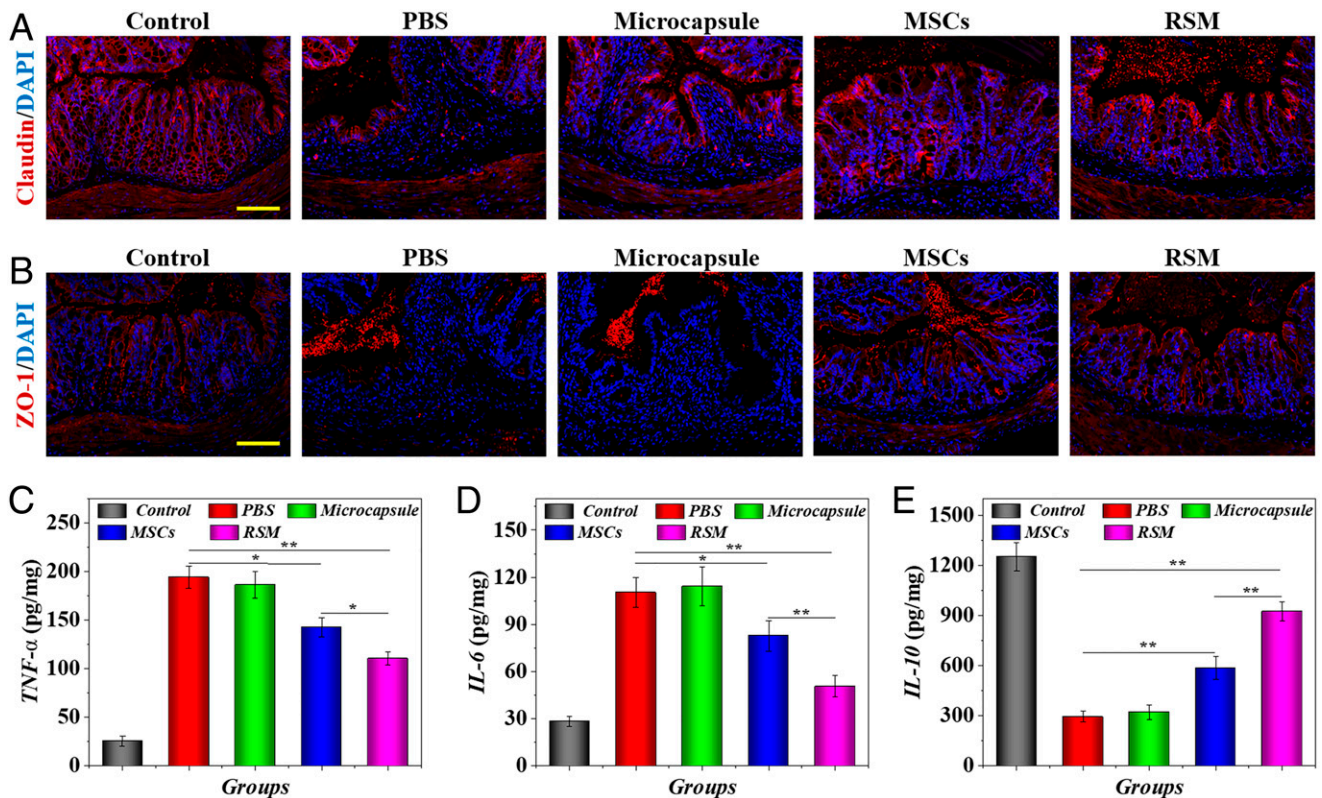 A
Control
PBS
Microcapsule
MSCs
RSM
Claudin/DAPI
B
Control
PBS
Microcapsule
MSCs
RSM
ZO-1/DAPI
C
TNF-α (pg/mg)
250
200
150
100
50
0
Control
PBS
Microcapsule
MSCs
RSM
**
*
*
Groups
D
IL-6 (pg/mg)
150
120
90
60
30
0
Control
PBS
Microcapsule
MSCs
RSM
**
*
**
Groups
E
IL-10 (pg/mg)
1500
1200
900
600
300
0
Control
PBS
Microcapsule
MSCs
RSM
**
**
**
Groups